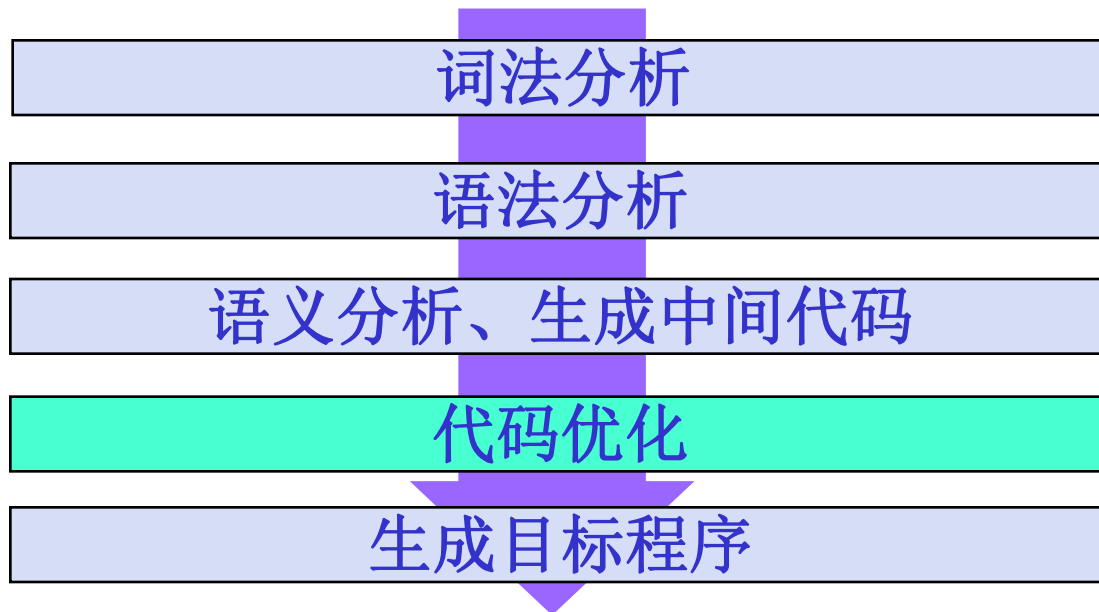 词法分析
语法分析
语义分析、生成中间代码
代码优化
生成目标程序